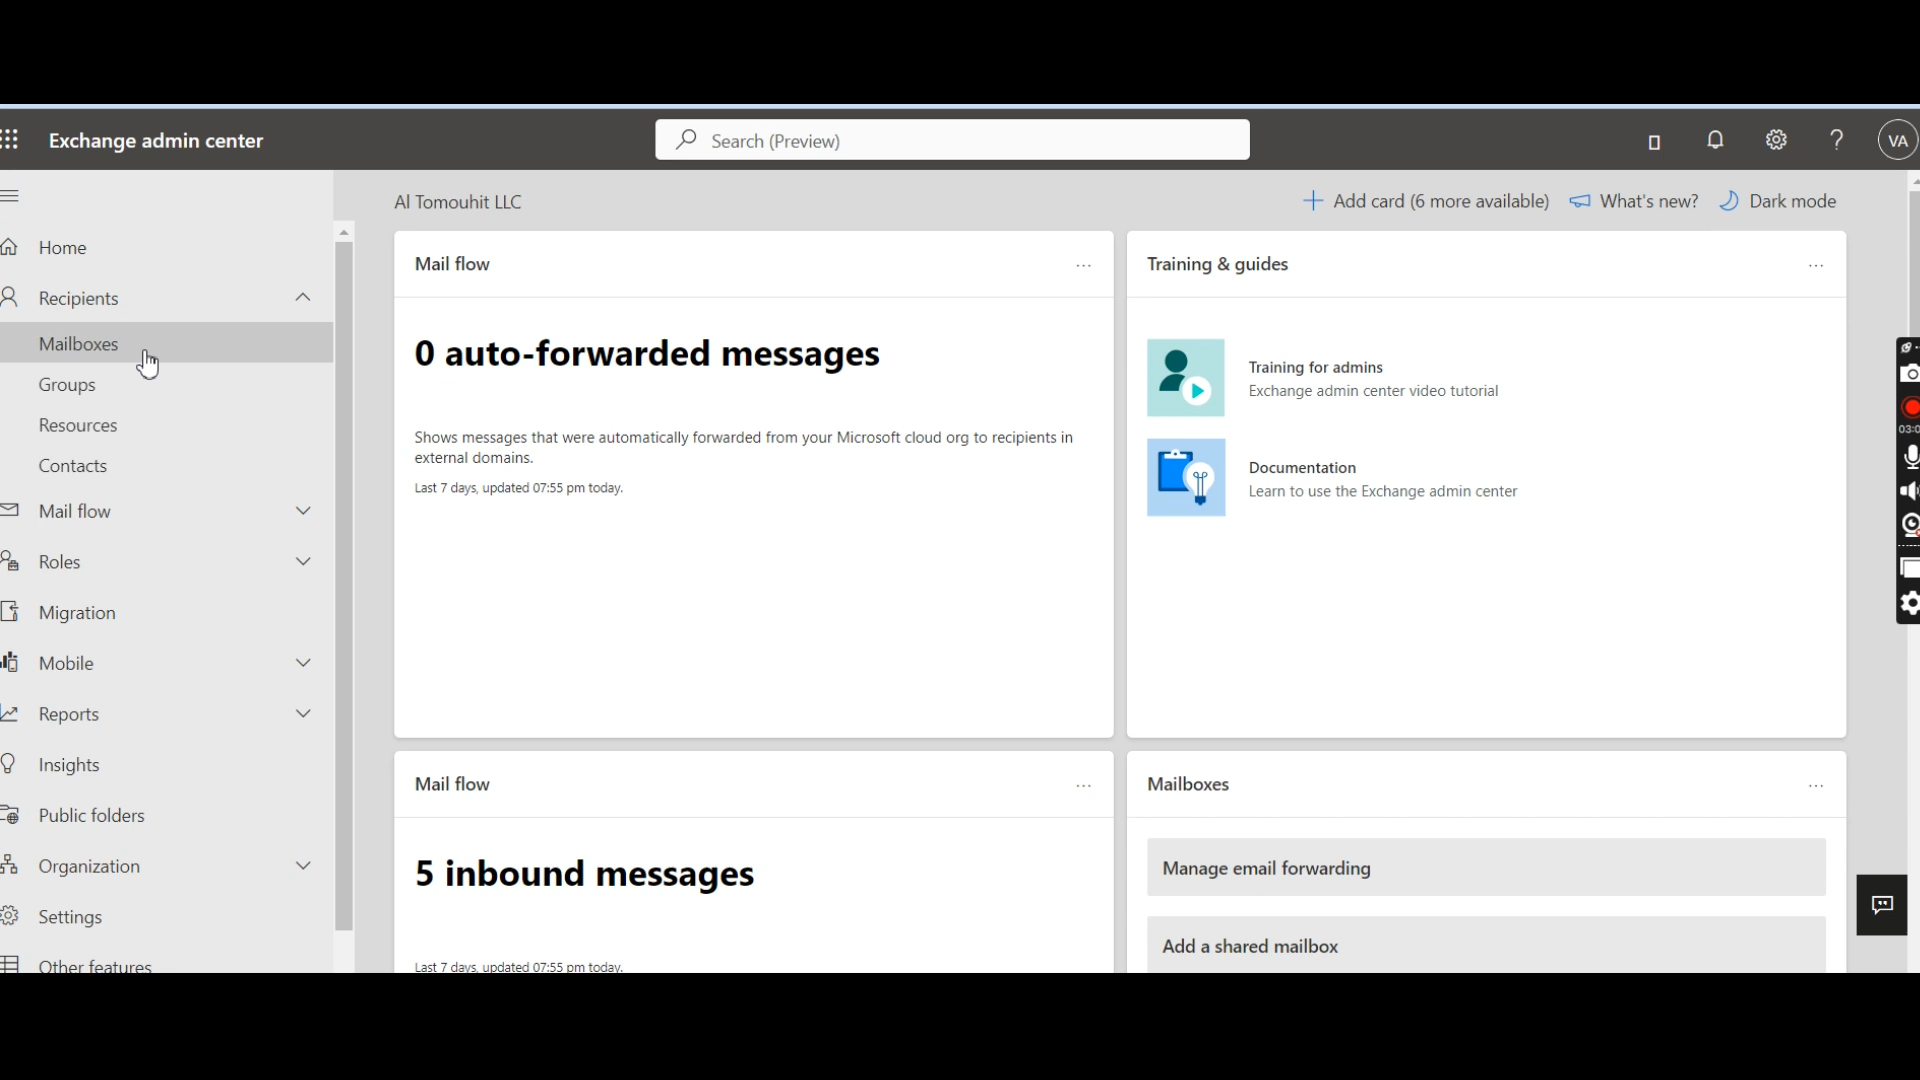 Exchange admin center
Search (Preview)
VA
Al Tomouhit LLC
Add card (6 more available)
What's new?
Dark mode
Home
Recipients
Mailboxes
Groups
Resources
Contacts
Mail flow
Roles
Migration
Mobile
Reports
Insights
Public folders
Organization
Settings
Other features
Mail flow
0 auto-forwarded messages
Shows messages that were automatically forwarded from your Microsoft cloud org to recipients in
external domains.
Last 7 days, updated 07:55 pm today.
Training & guides
Training for admins
Exchange admin center video tutorial
Documentation
Learn to use the Exchange admin center
Mail flow
5 inbound messages
Last 7 days, updated 07:55 pm today.
Mailboxes
Manage email forwarding
Add a shared mailbox